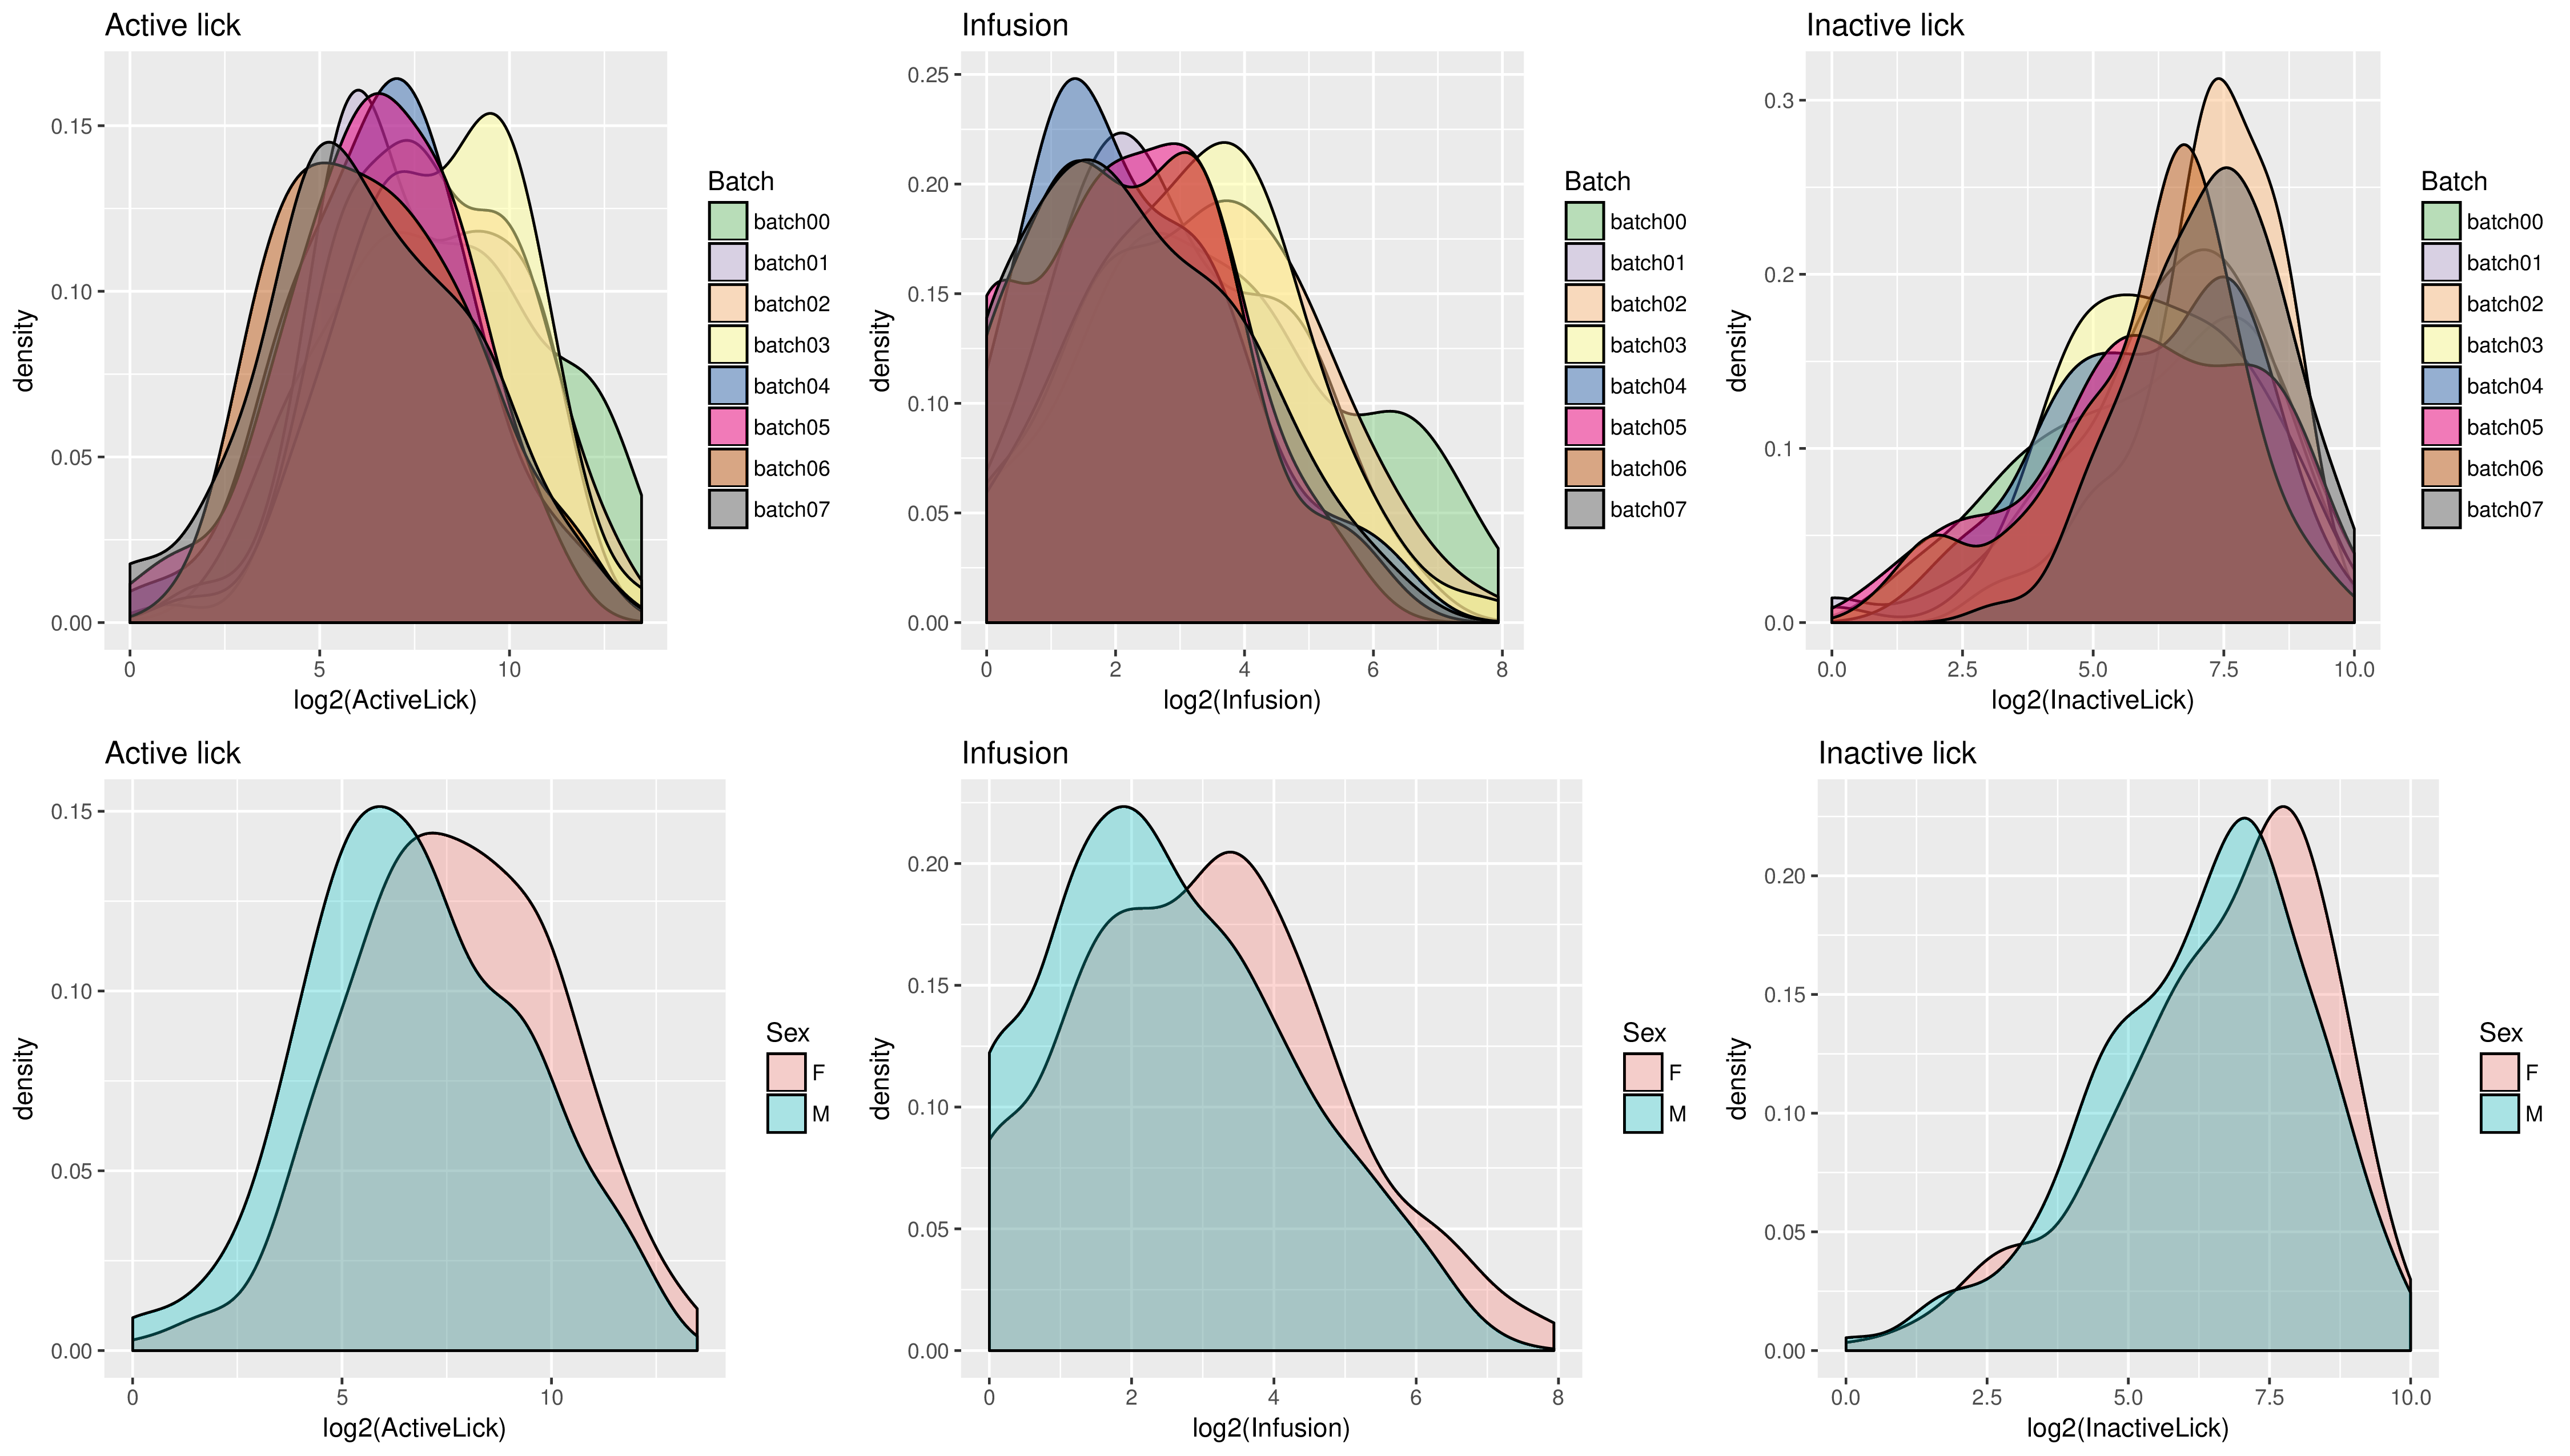 Active lick
density
0.15
0.10
0.05
0.00
0
5
10
log2(ActiveLick)
Batch
batch00
batch01
batch02
batch03
batch04
batch05
batch06
batch07
Infusion
density
0.25
0.20
0.15
0.10
0.05
0.00
0
2
4
6
8
log2(Infusion)
Batch
batch00
batch01
batch02
batch03
batch04
batch05
batch06
batch07
Inactive lick
density
0.3
0.2
0.1
0.0
0.0
2.5
5.0
7.5
10.0
log2(InactiveLick)
Batch
batch00
batch01
batch02
batch03
batch04
batch05
batch06
batch07
Active lick
density
0.15
0.10
0.05
0.00
0
5
10
log2(ActiveLick)
Sex
F
M
Infusion
density
0.20
0.15
0.10
0.05
0.00
0
2
4
6
8
log2(Infusion)
Sex
F
M
Inactive lick
density
0.20
0.15
0.10
0.05
0.00
0.0
2.5
5.0
7.5
10.0
log2(InactiveLick)
Sex
F
M